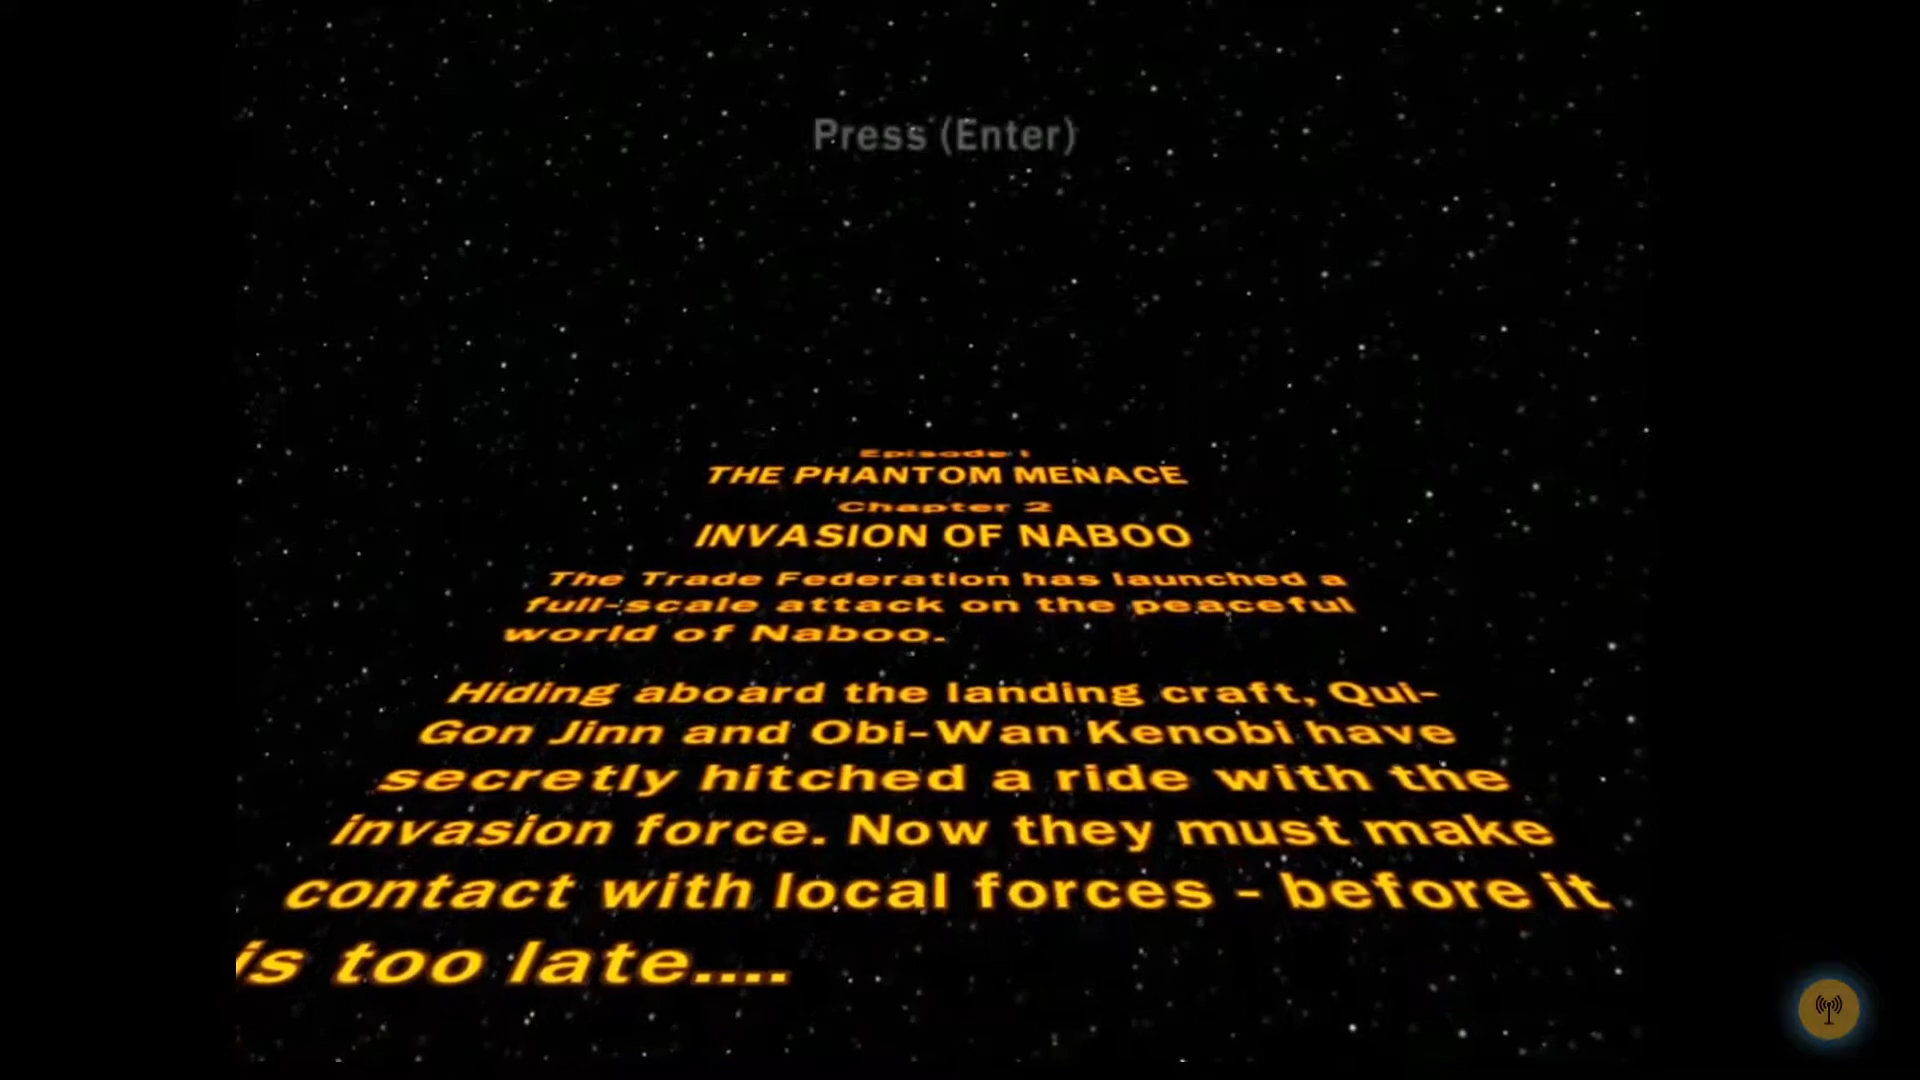 Press (Enter)
Episode I
THE PHANTOM MENACE
Chapter 2
INVASION OF NABOO
The Trade Federation has launched a
full-scale attack on the peaceful
world of Naboo.
Hiding aboard the landing craft, Qui-
Gon Jinn and Obi-Wan Kenobi have
secretly hitched a ride with the
invasion force. Now they must make
contact with local forces - before it
is too late....